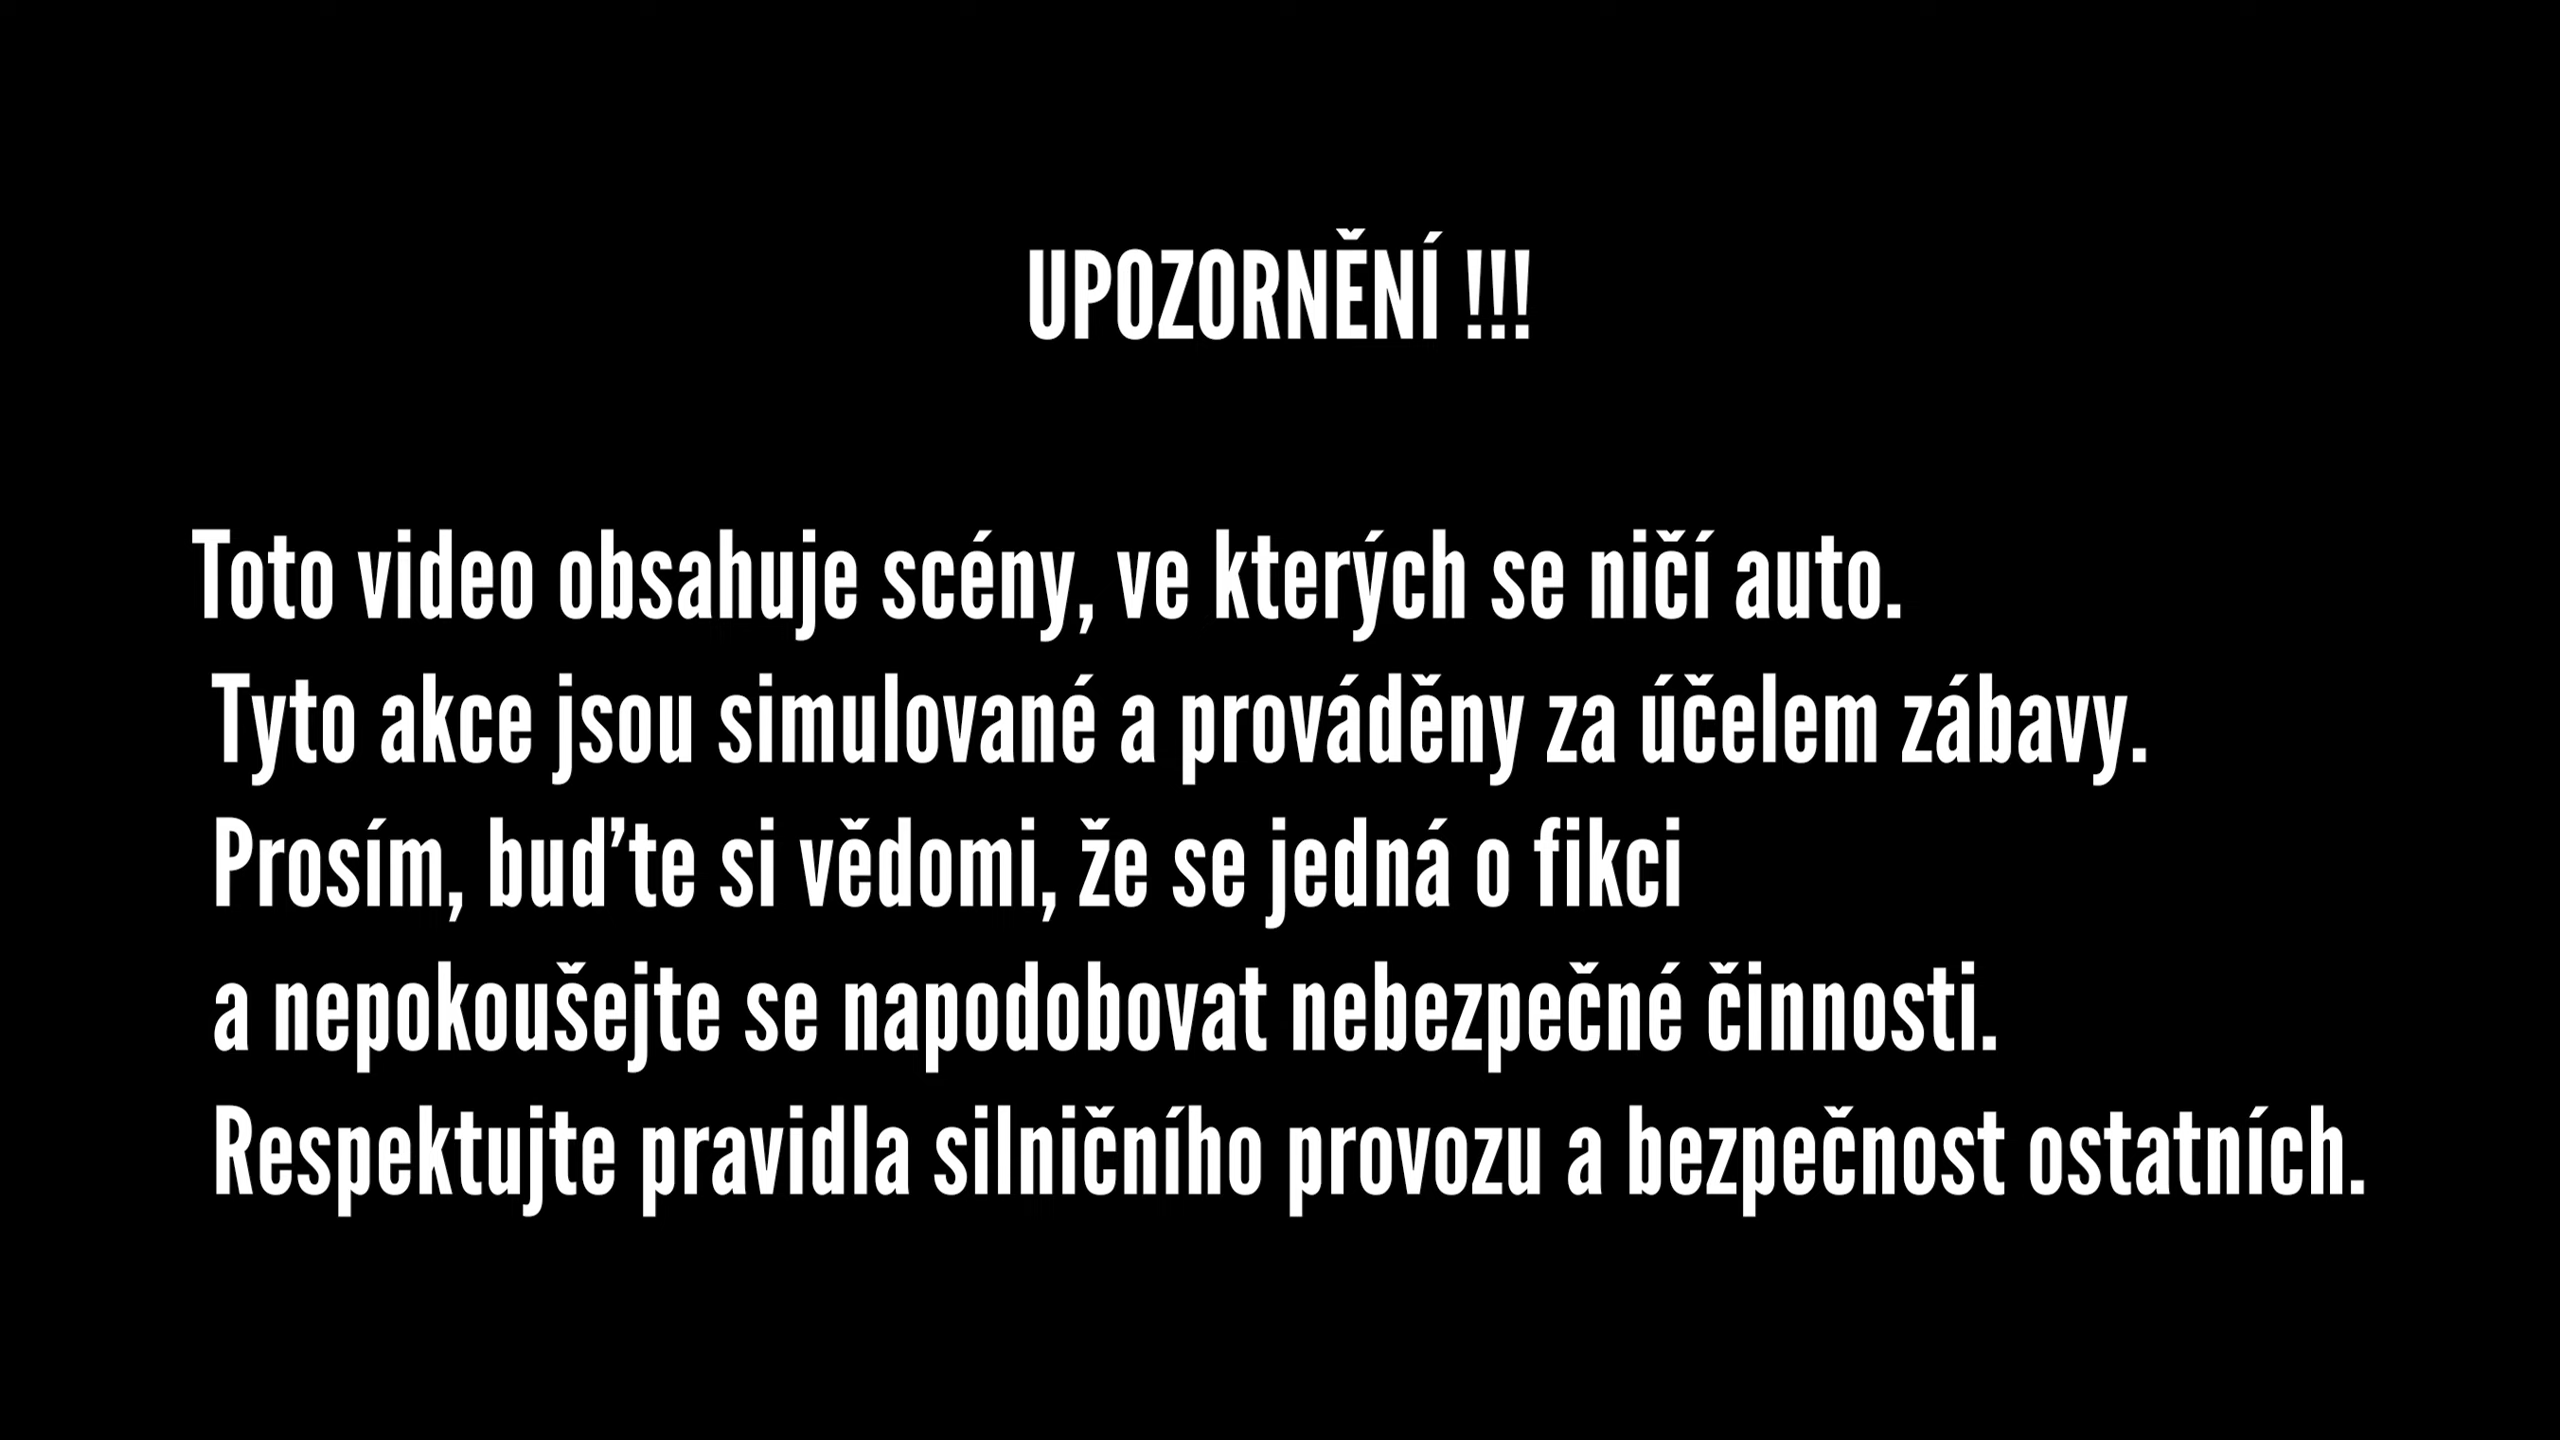 UPOZORNĚNÍ !!!
Toto video obsahuje scény, ve kterých se ničí auto.
Tyto akce jsou simulované a prováděny za účelem zábavy.
Prosím, buďte si vědomi, že se jedná o fikci
a nepokoušejte se napodobovat nebezpečné činnosti.
Respektujte pravidla silničního provozu a bezpečnost ostatních.